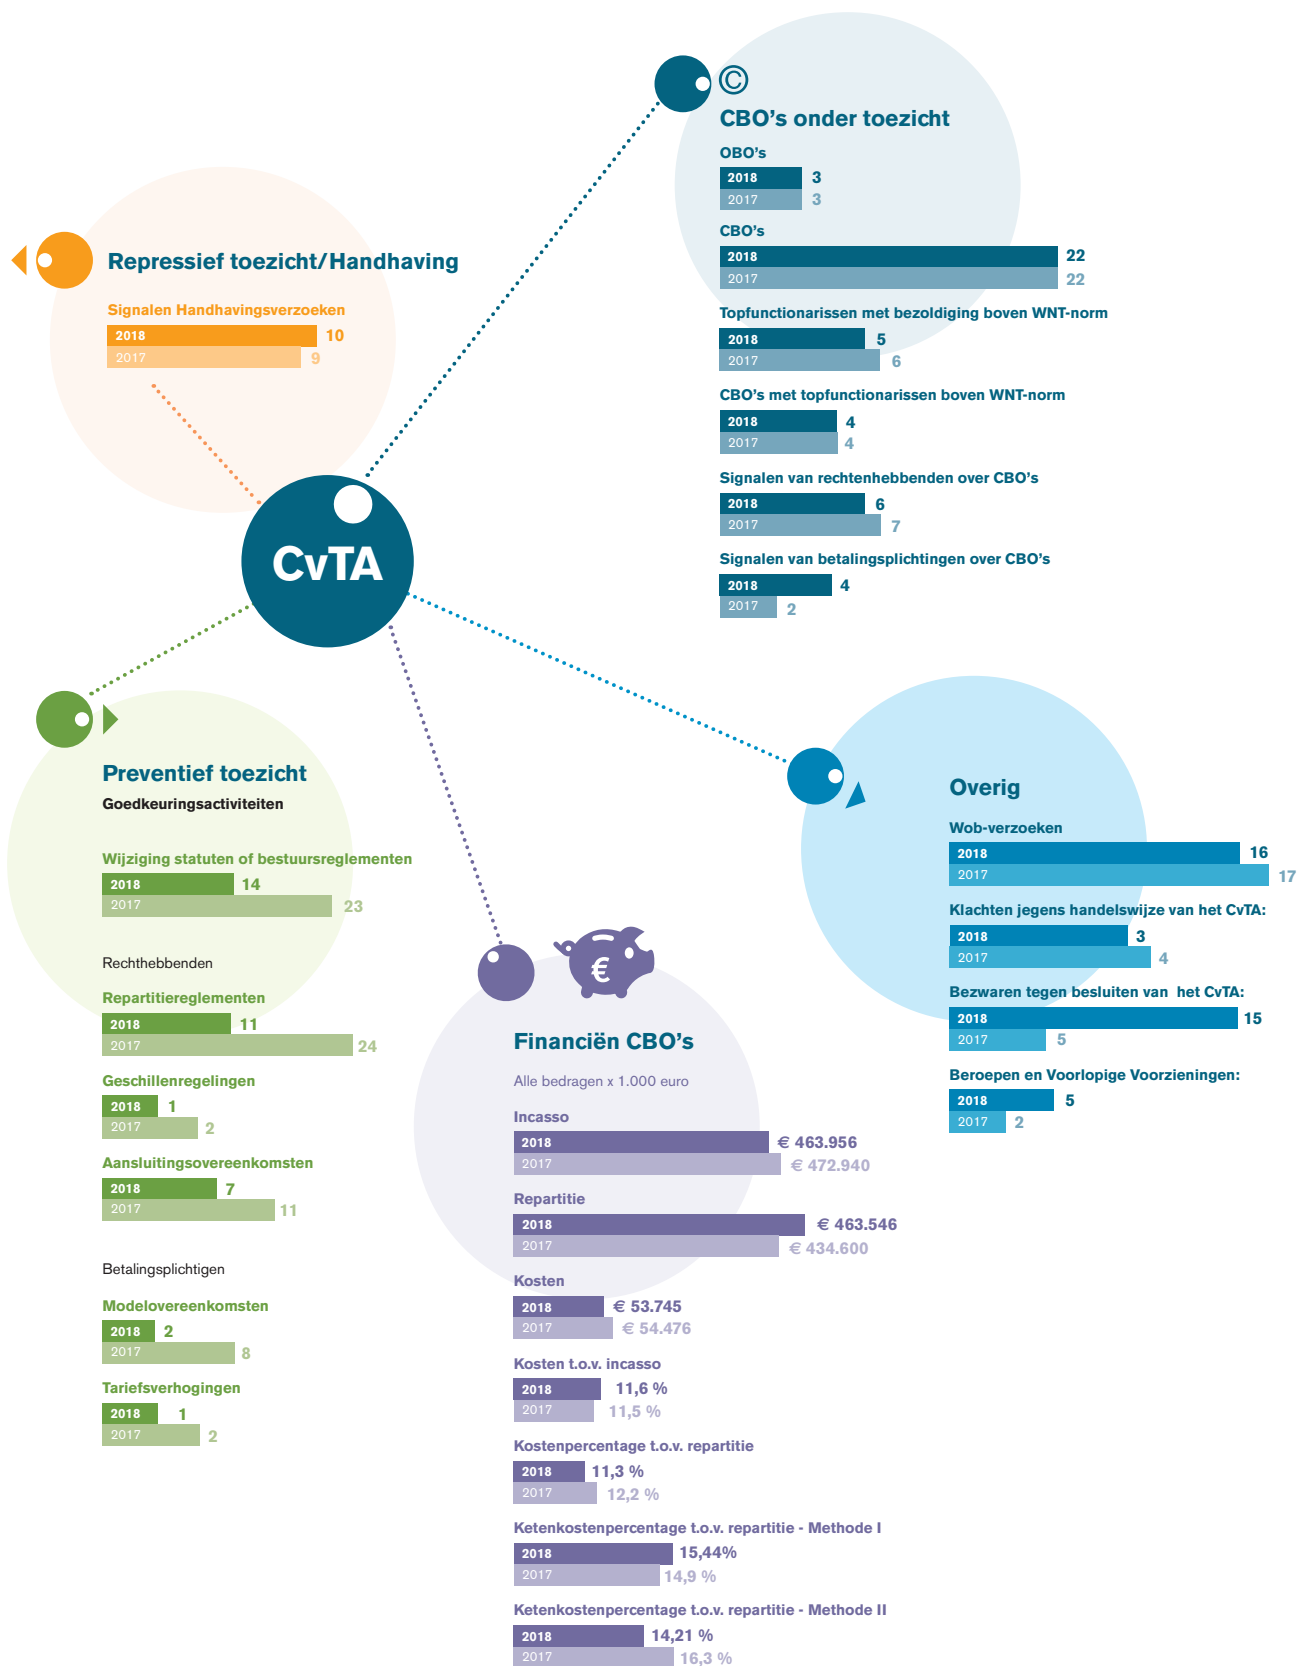 ©
CBO's onder toezicht
OBO's
2018 3
2017 3
CBO's
2018 22
2017 22
Topfunctionarissen met bezoldiging boven WNT-norm
2018 5
2017 6
CBO's met topfunctionarissen boven WNT-norm
2018 4
2017 4
Signalen van rechtenhebbenden over CBO's
2018 6
2017 7
Signalen van betalingsplichtingen over CBO's
2018 4
2017 2
Repressief toezicht/Handhaving
Signalen Handhavingsverzoeken
2018 10
2017 9
CvTA
Preventief toezicht
Goedkeuringsactiviteiten
Wijziging statuten of bestuursreglementen
2018 14
2017 23
Rechthebbenden
Repartitiereglementen
2018 11
2017 24
Geschillenregelingen
2018 1
2017 2
Aansluitingsovereenkomsten
2018 7
2017 11
Betalingsplichtigen
Modelovereenkomsten
2018 2
2017 8
Tariefsverhogingen
2018 1
2017 2
€
Financiën CBO's
Alle bedragen x 1.000 euro
Incasso
2018 € 463.956
2017 € 472.940
Repartitie
2018 € 463.546
2017 € 434.600
Kosten
2018 € 53.745
2017 € 54.476
Kosten t.o.v. incasso
2018 11,6 %
2017 11,5 %
Kostenpercentage t.o.v. repartitie
2018 11,3 %
2017 12,2 %
Ketenkostenpercentage t.o.v. repartitie - Methode I
2018 15,44%
2017 14,9 %
Ketenkostenpercentage t.o.v. repartitie - Methode II
2018 14,21 %
2017 16,3 %
Overig
Wob-verzoeken
2018 16
2017 17
Klachten jegens handelswijze van het CvTA:
2018 3
2017 4
Bezwaren tegen besluiten van het CvTA:
2018 15
2017 5
Beroepen en Voorlopige Voorzieningen:
2018 5
2017 2